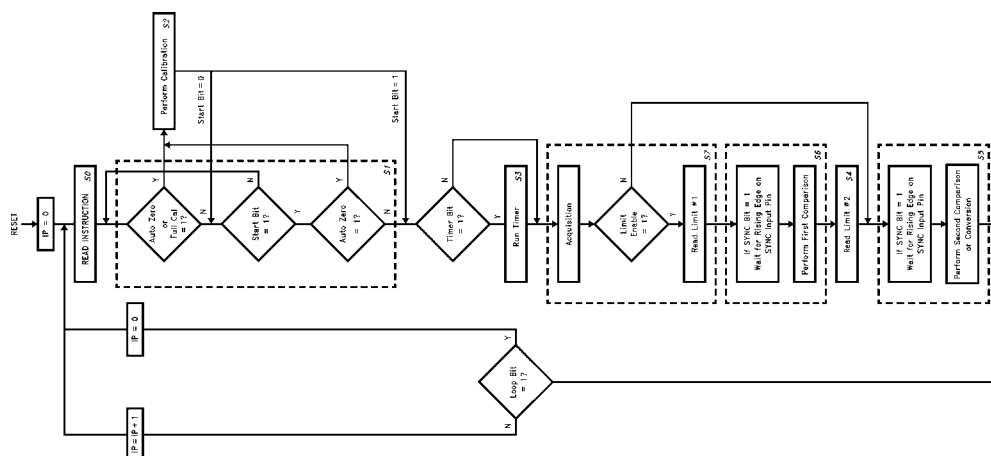 RESET
IP = 0
READ INSTRUCTION
S0
Auto Zero
or
Full Cal
= 1?
Y
N
Perform Calibration
S2
Start Bit = 0
Start Bit
= 1?
N
Y
Auto Zero
= 1?
Y
N
S1
Start Bit = 1
Timer Bit
= 1?
N
Y
Run Timer
S3
Acquisition
Limit
Enable
= 1?
N
Y
Read Limit #1
S7
If SYNC Bit = 1
Wait for Rising Edge on
SYNC Input Pin
Perform First Comparison
S6
Read Limit #2
S4
If SYNC Bit = 1
Wait for Rising Edge on
SYNC Input Pin
Perform Second Comparison
or Conversion
S5
Loop Bit
= 1?
Y
N
IP = 0
IP = IP + 1